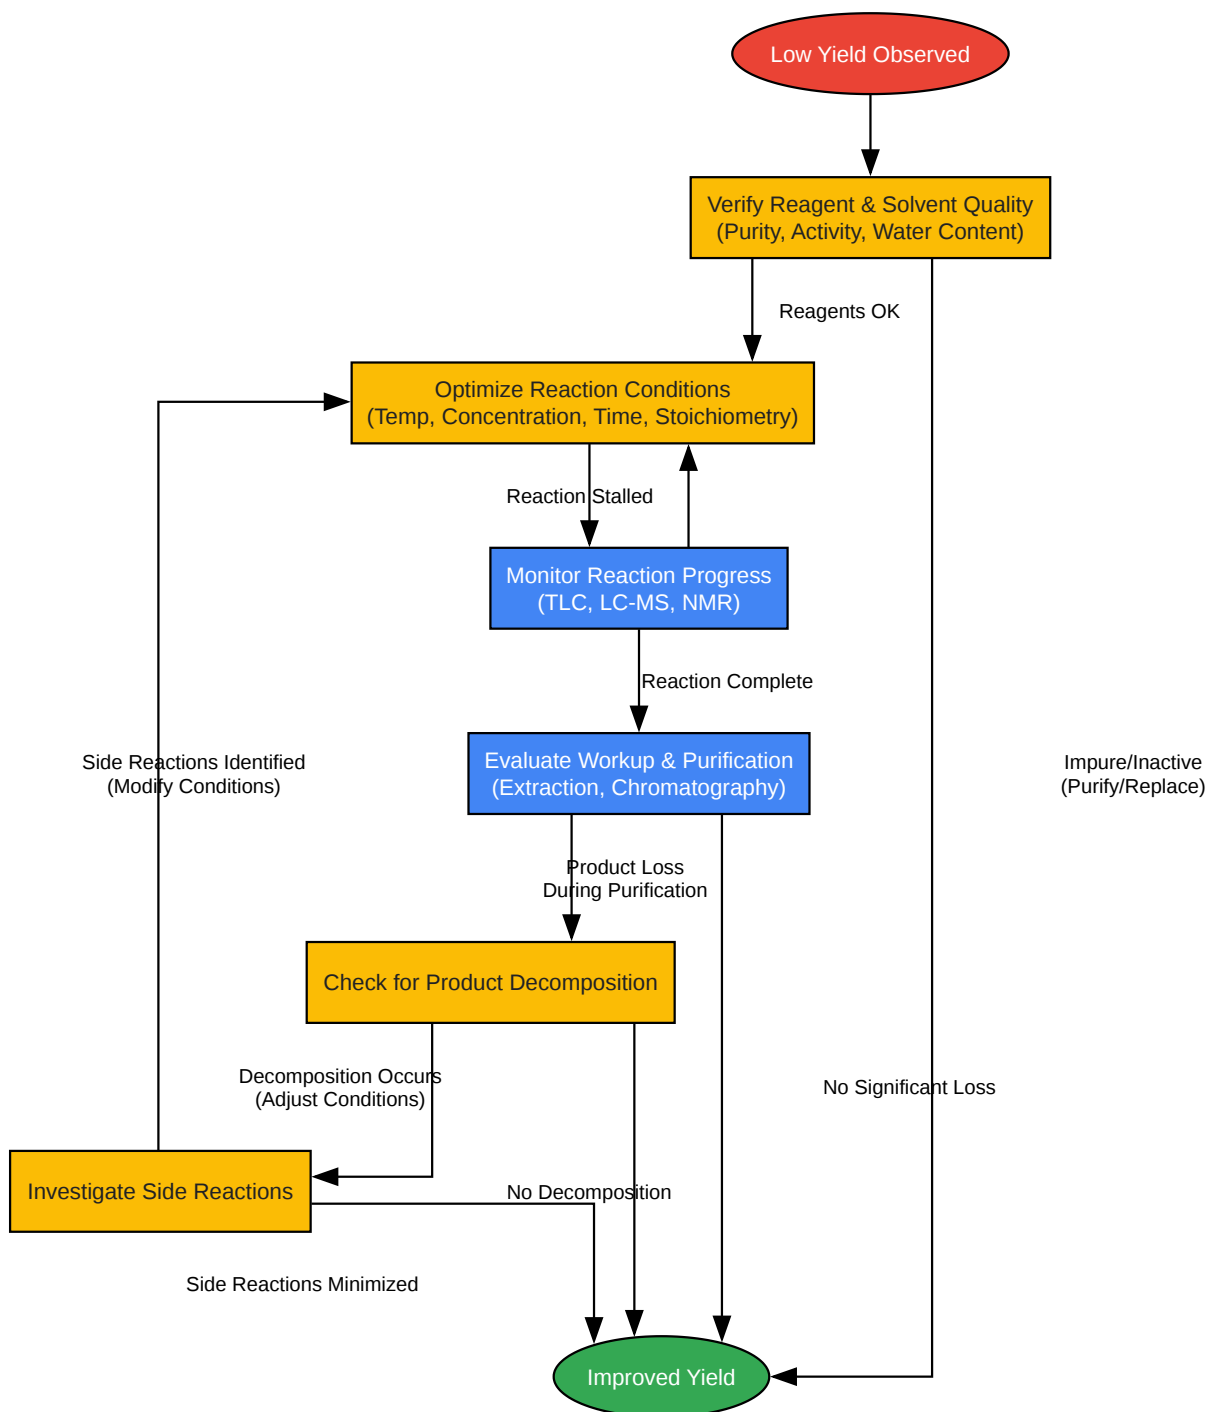 Low Yield Observed
Verify Reagent & Solvent Quality
(Purity, Activity, Water Content)
Reagents OK
Optimize Reaction Conditions
(Temp, Concentration, Time, Stoichiometry)
Reaction Stalled
Monitor Reaction Progress
(TLC, LC-MS, NMR)
Reaction Complete
Side Reactions Identified
(Modify Conditions)
Evaluate Workup & Purification
(Extraction, Chromatography)
Impure/Inactive
(Purify/Replace)
Product Loss
During Purification
Check for Product Decomposition
Decomposition Occurs
(Adjust Conditions)
No Significant Loss
Investigate Side Reactions
No Decomposition
Side Reactions Minimized
Improved Yield